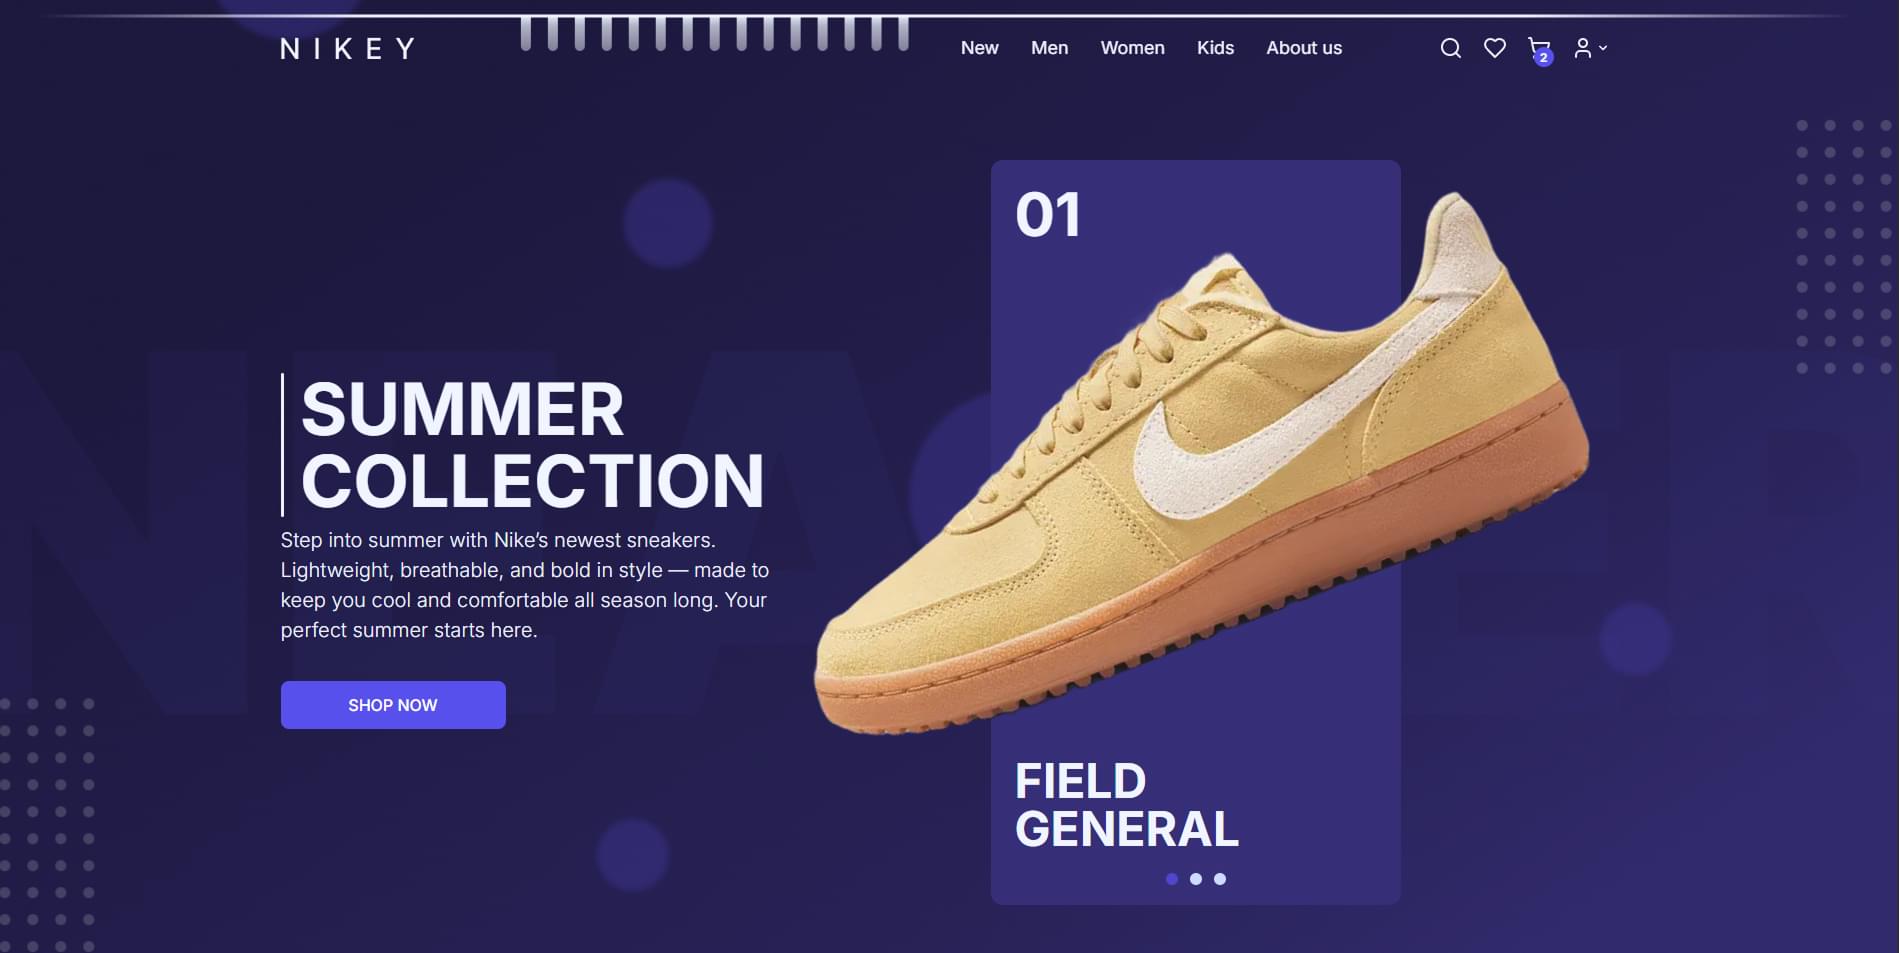 NIKEY
New Men Women Kids About us
2
01
SUMMER
COLLECTION
Step into summer with Nike’s newest sneakers.
Lightweight, breathable, and bold in style — made to
keep you cool and comfortable all season long. Your
perfect summer starts here.
SHOP NOW
FIELD
GENERAL